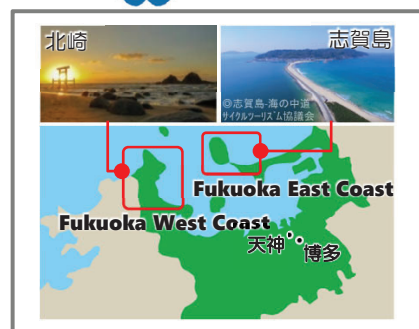 北崎
志賀島
◎志賀島-海の中道
サイクルツーリズム協議会
Fukuoka East Coast
Fukuoka West Coast
天神
博多